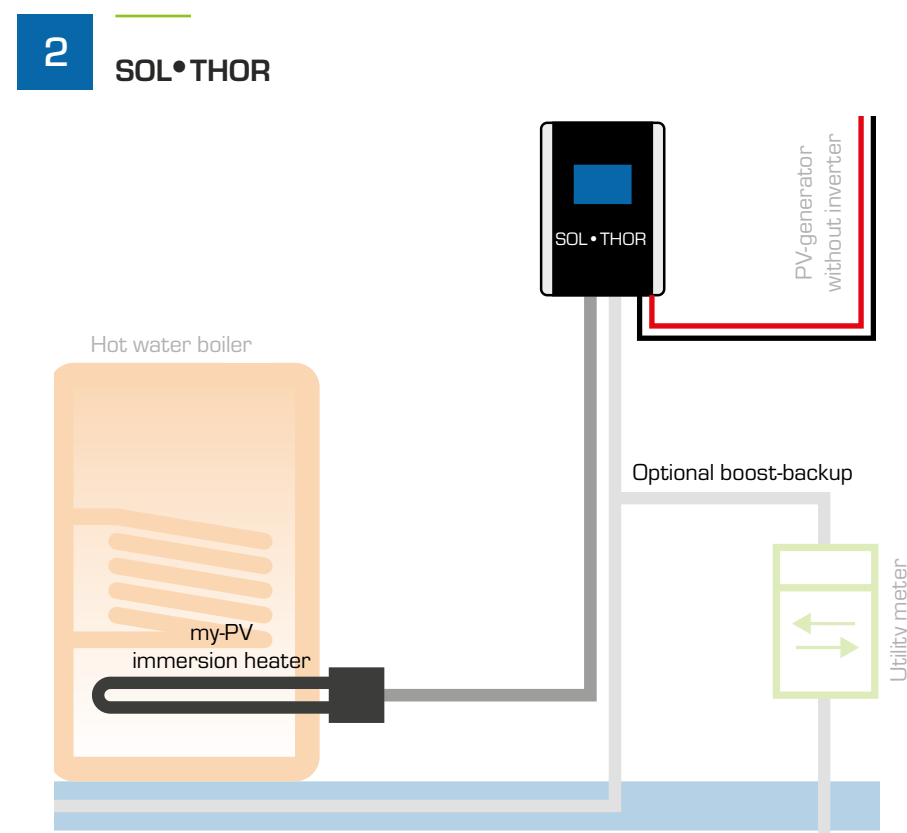 2
SOL•THOR
SOL•THOR
PV-generator
without inverter
Hot water boiler
Optional boost-backup
my-PV
immersion heater
Utility meter